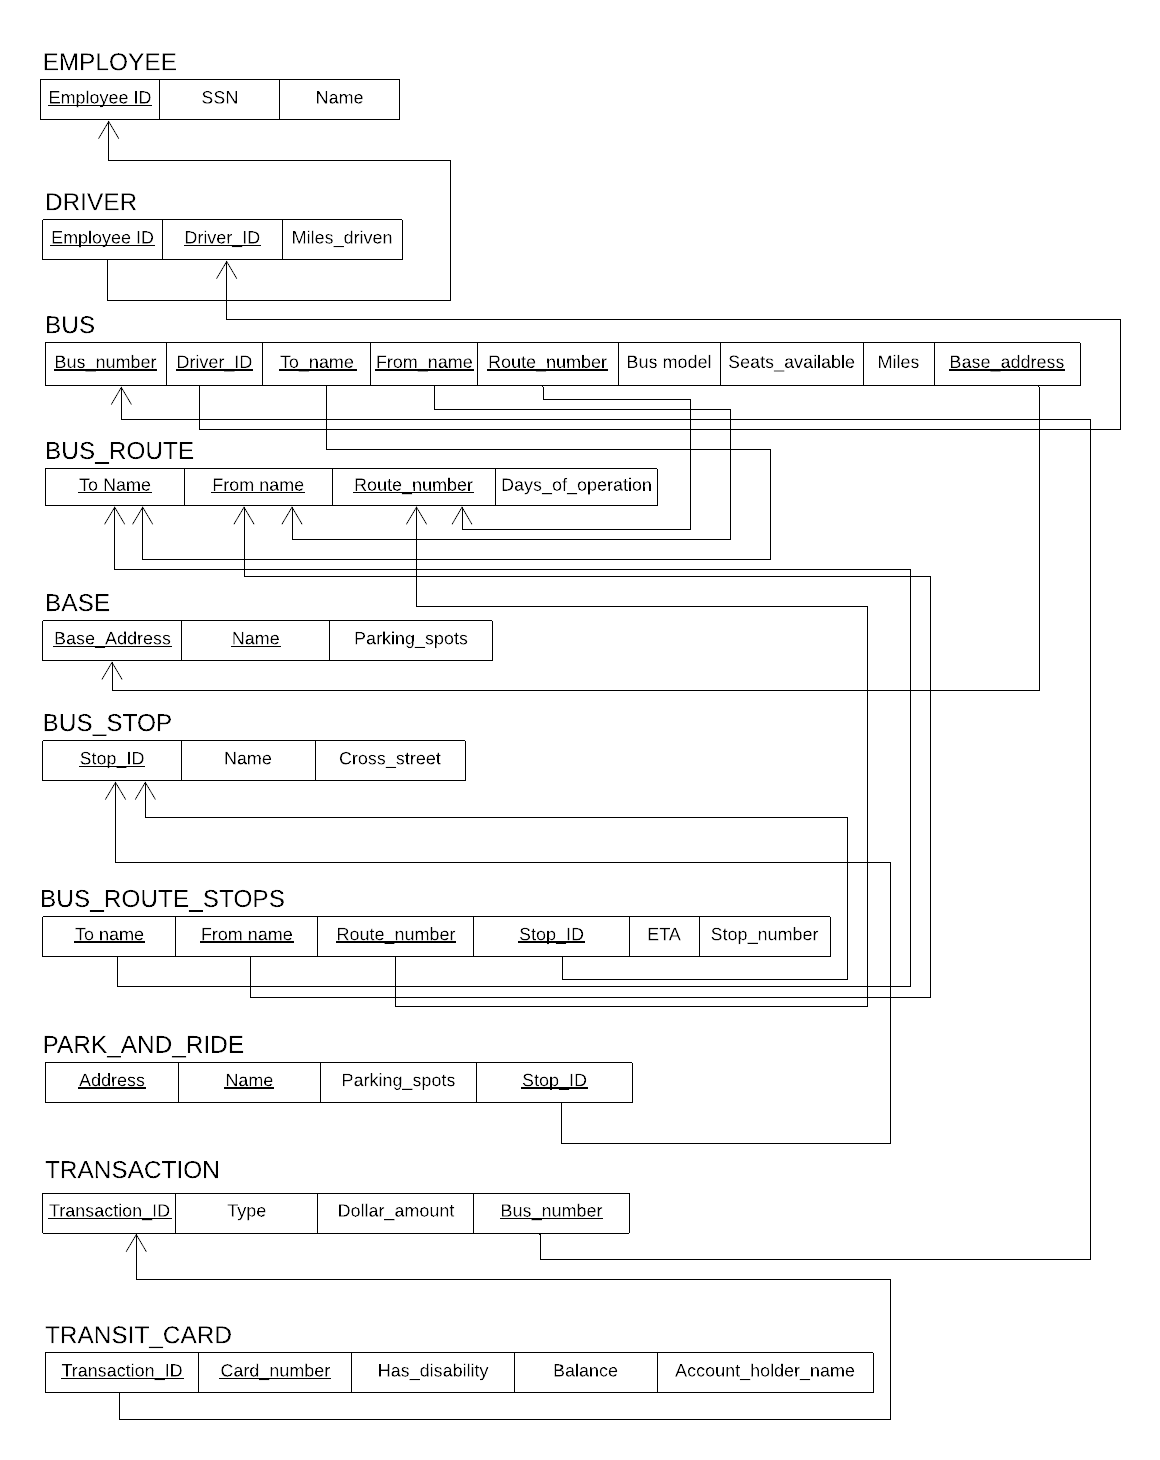 EMPLOYEE
Employee ID SSN Name
DRIVER
Employee ID Driver_ID Miles_driven
BUS
Bus_number Driver_ID To_name From_name Route_number Bus model Seats_available Miles Base_address
BUS_ROUTE
To Name From name Route_number Days_of_operation
BASE
Base_Address Name Parking_spots
BUS_STOP
Stop_ID Name Cross_street
BUS_ROUTE_STOPS
To name From name Route_number Stop_ID ETA Stop_number
PARK_AND_RIDE
Address Name Parking_spots Stop_ID
TRANSACTION
Transaction_ID Type Dollar_amount Bus_number
TRANSIT_CARD
Transaction_ID Card_number Has_disability Balance Account_holder_name